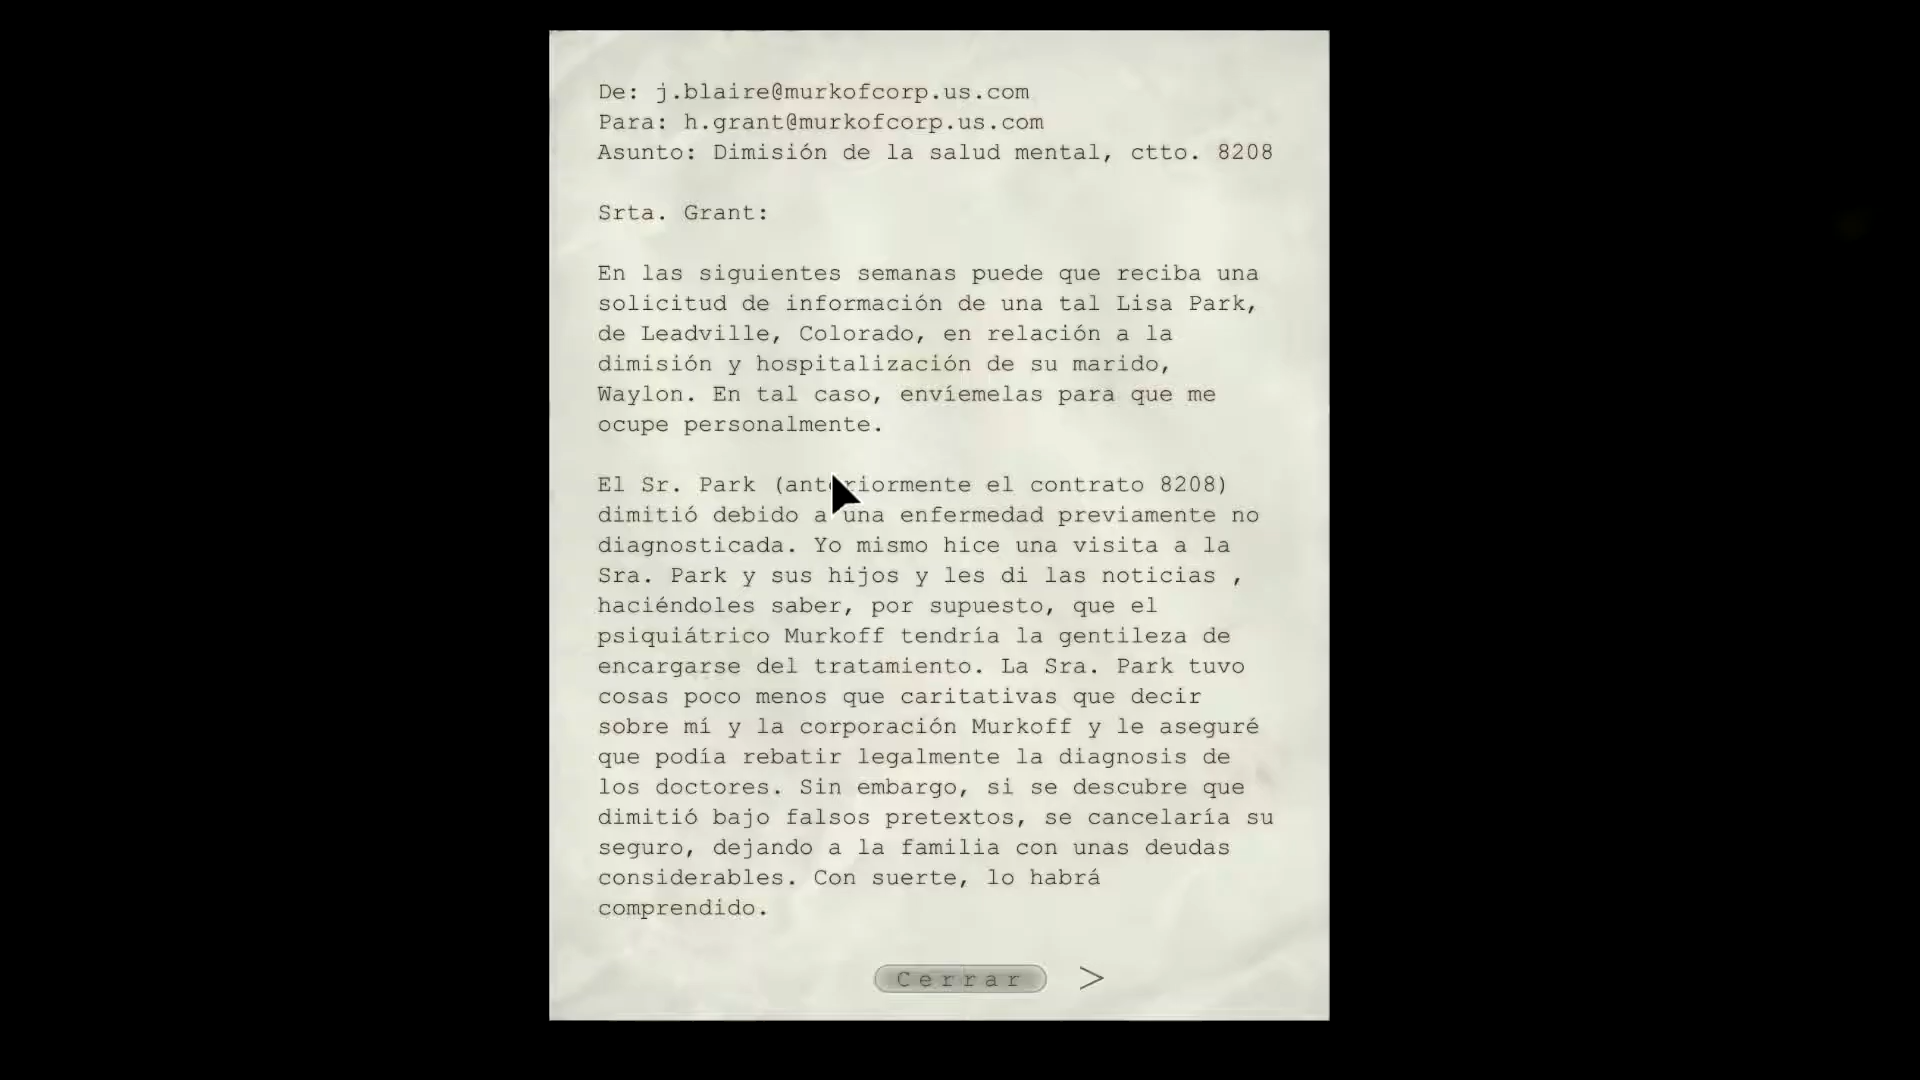 De: j.blaire@murkofcorp.us.com
Para: h.grant@murkofcorp.us.com
Asunto: Dimisión de la salud mental, ctto. 8208
Srta. Grant:
En las siguientes semanas puede que reciba una
solicitud de información de una tal Lisa Park,
de Leadville, Colorado, en relación a la
dimisión y hospitalización de su marido,
Waylon. En tal caso, envíemelas para que me
ocupe personalmente.
El Sr. Park (anteriormente el contrato 8208)
dimitió debido a una enfermedad previamente no
diagnosticada. Yo mismo hice una visita a la
Sra. Park y sus hijos y les di las noticias ,
haciéndoles saber, por supuesto, que el
psiquiátrico Murkoff tendría la gentileza de
encargarse del tratamiento. La Sra. Park tuvo
cosas poco menos que caritativas que decir
sobre mí y la corporación Murkoff y le aseguré
que podía rebatir legalmente la diagnosis de
los doctores. Sin embargo, si se descubre que
dimitió bajo falsos pretextos, se cancelaría su
seguro, dejando a la familia con unas deudas
considerables. Con suerte, lo habrá
comprendido.
Cerrar >